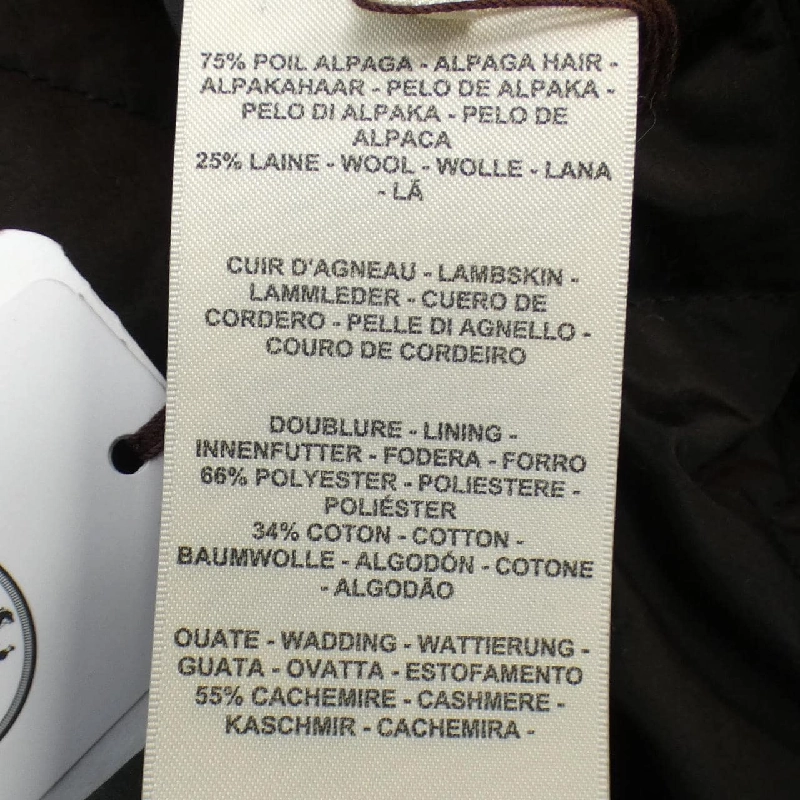 75% POIL ALPAGA - ALPAGA HAIR -
ALPAKAHAAR - PELO DE ALPAKA -
PELO DI ALPAKA - PELO DE
ALPACA
25% LAINE - WOOL - WOLLE - LANA
- LÃ
CUIR D'AGNEAU - LAMBSKIN -
LAMMLEDER - CUERO DE
CORDERO - PELLE DI AGNELLO -
COURO DE CORDEIRO
DOUBLURE - LINING -
INNENFUTTER - FODERA - FORRO
66% POLYESTER - POLIESTERE -
POLIÉSTER
34% COTON - COTTON -
BAUMWOLLE - ALGODÓN - COTONE
- ALGODÃO
OUATE - WADDING - WATTIERUNG -
GUATA - OVATTA - ESTOFAMENTO
55% CACHEMIRE - CASHMERE -
KASCHMIR - CACHEMIRA -